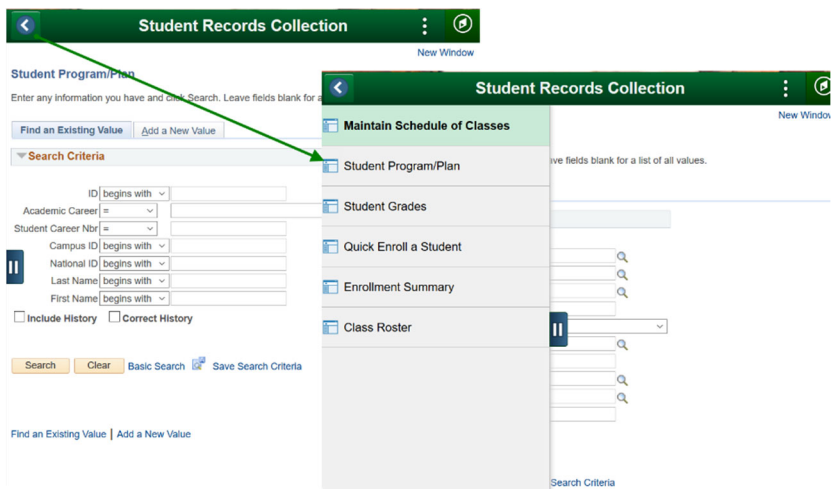 Student Records Collection
New Window
Student Program/Plan
Enter any information you have and click Search. Leave fields blank for a
Find an Existing Value
Add a New Value
Search Criteria
ID begins with
Academic Career =
Student Career Nbr =
Campus ID begins with
National ID begins with
Last Name begins with
First Name begins with
Include History Correct History
Search Clear Basic Search Save Search Criteria
Find an Existing Value | Add a New Value
Student Records Collection
New Window
Maintain Schedule of Classes
Student Program/Plan
ve fields blank for a list of all values.
Student Grades
Quick Enroll a Student
Enrollment Summary
Class Roster
Search Criteria